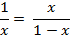 1/x = x/(1 − x)